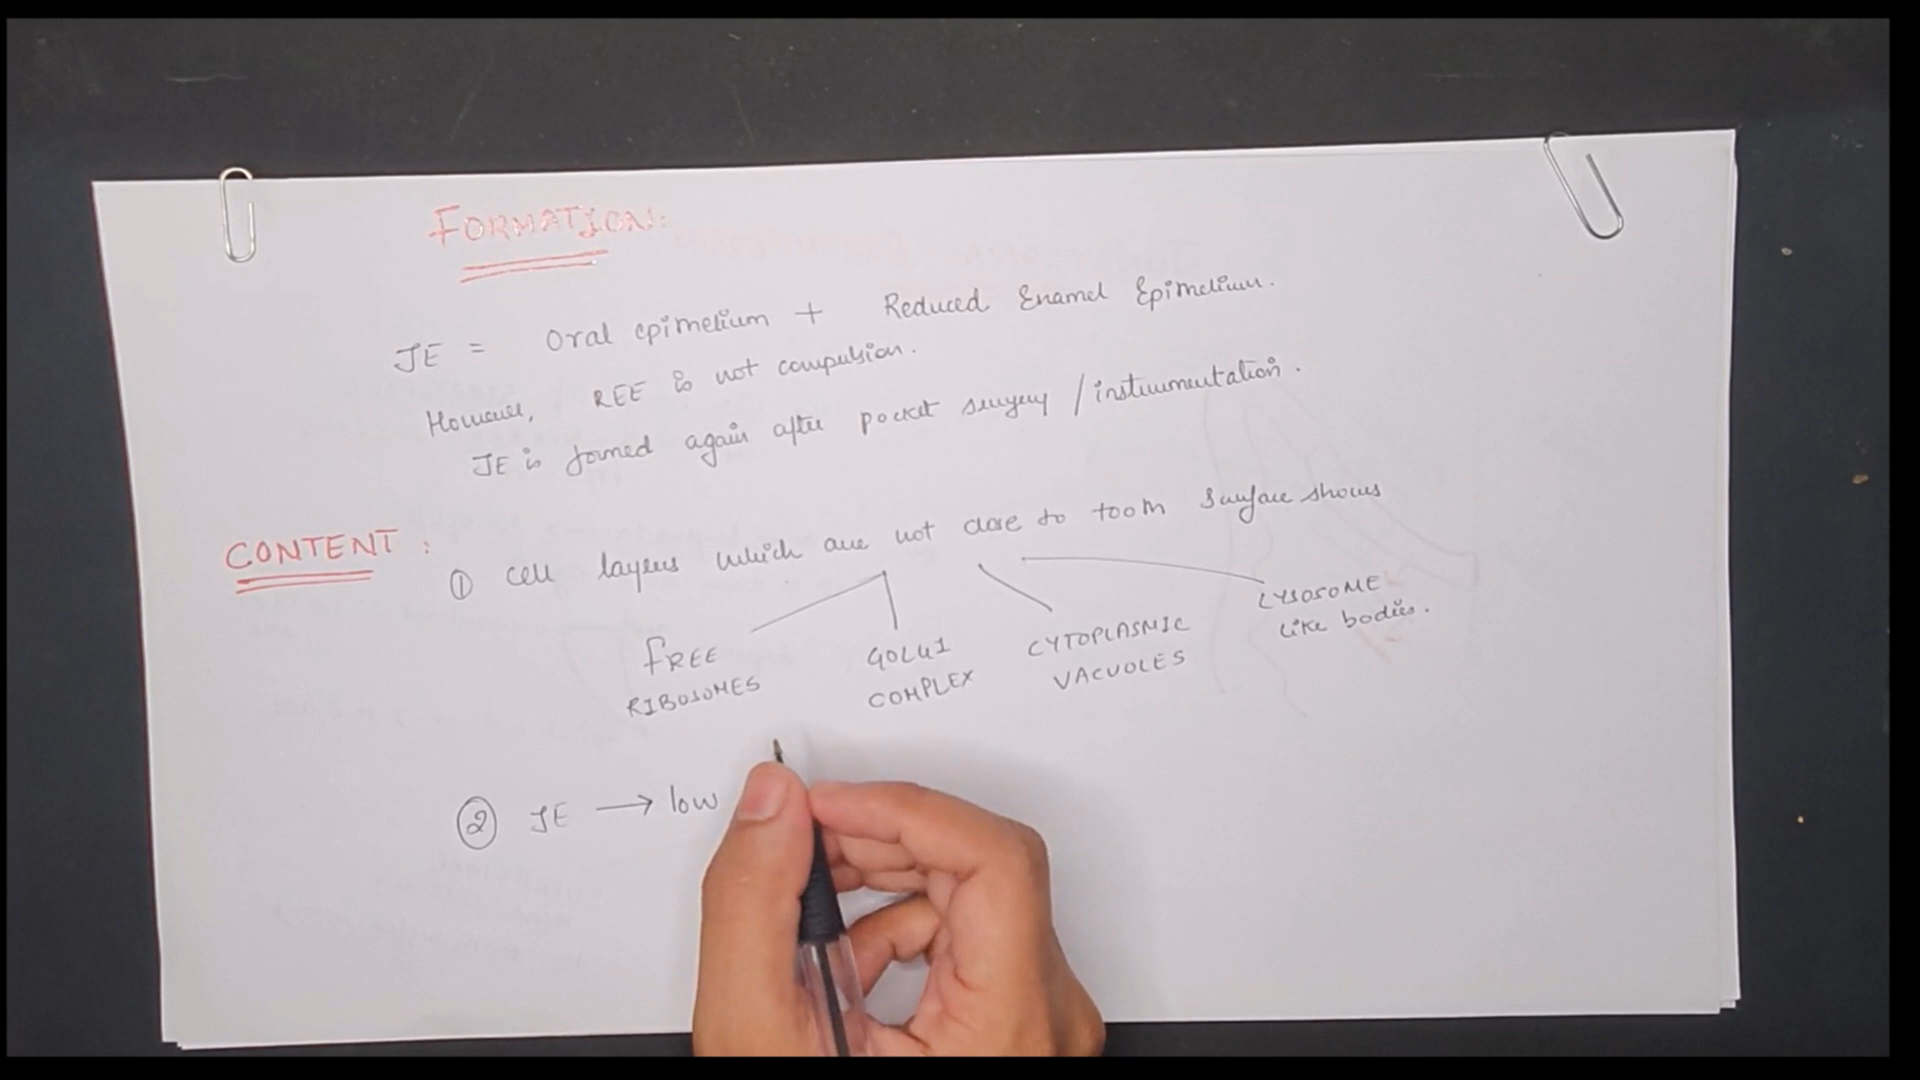 FORMATION:
JE = Oral epithelium + Reduced Enamel Epithelium.
However, REE is not compulsion.
JE is formed again after pocket surgery / instrumentation.
CONTENT :
① cell layers which are not close to tooth surface shows
FREE
RIBOSOMES
GOLGI
COMPLEX
CYTOPLASMIC
VACUOLES
LYSOSOME
like bodies.
② JE → low